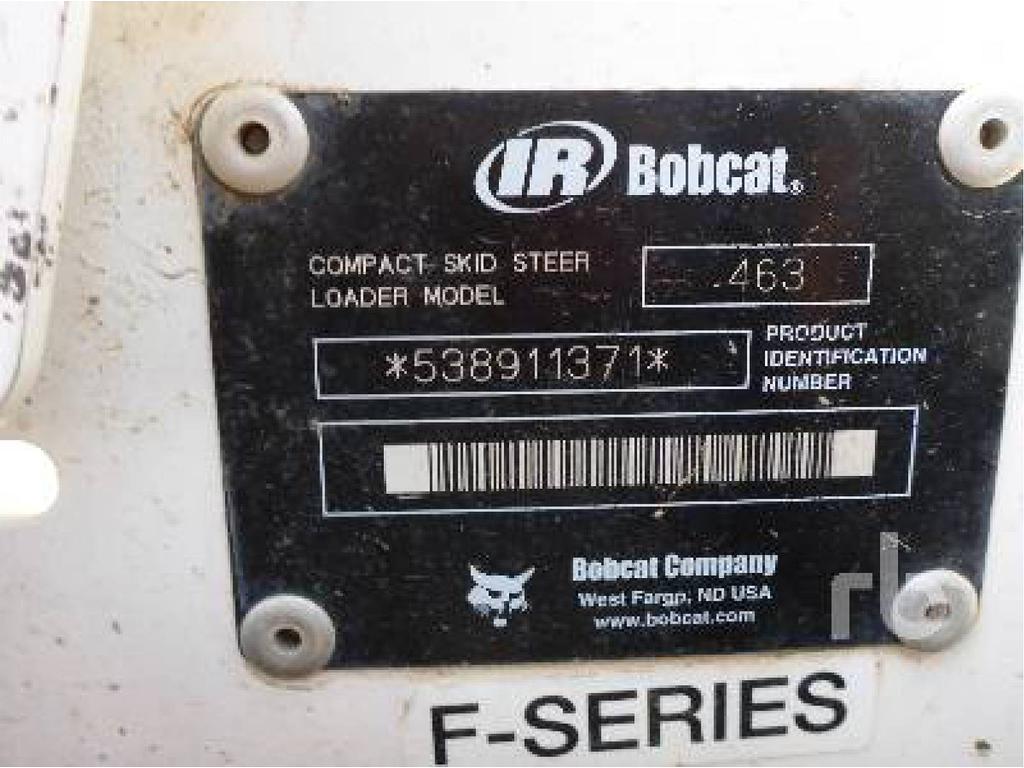 IR Bobcat®
COMPACT SKID STEER
LOADER MODEL
463
*538911371*
PRODUCT
IDENTIFICATION
NUMBER
Bobcat Company
West Fargo, ND USA
www.bobcat.com
rb
F-SERIES